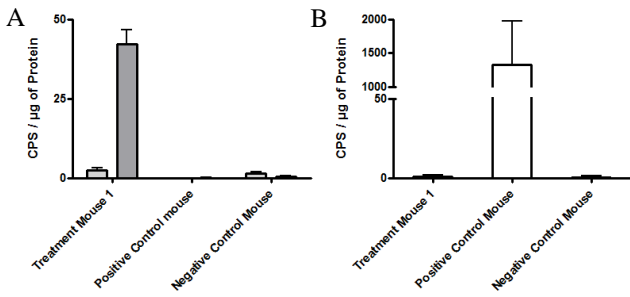 A
CPS / µg of Protein
50
25
0
Treatment Mouse 1
Positive Control mouse
Negative Control Mouse
B
CPS / µg of Protein
2000
1500
1000
50
0
Treatment Mouse 1
Positive Control Mouse
Negative Control Mouse